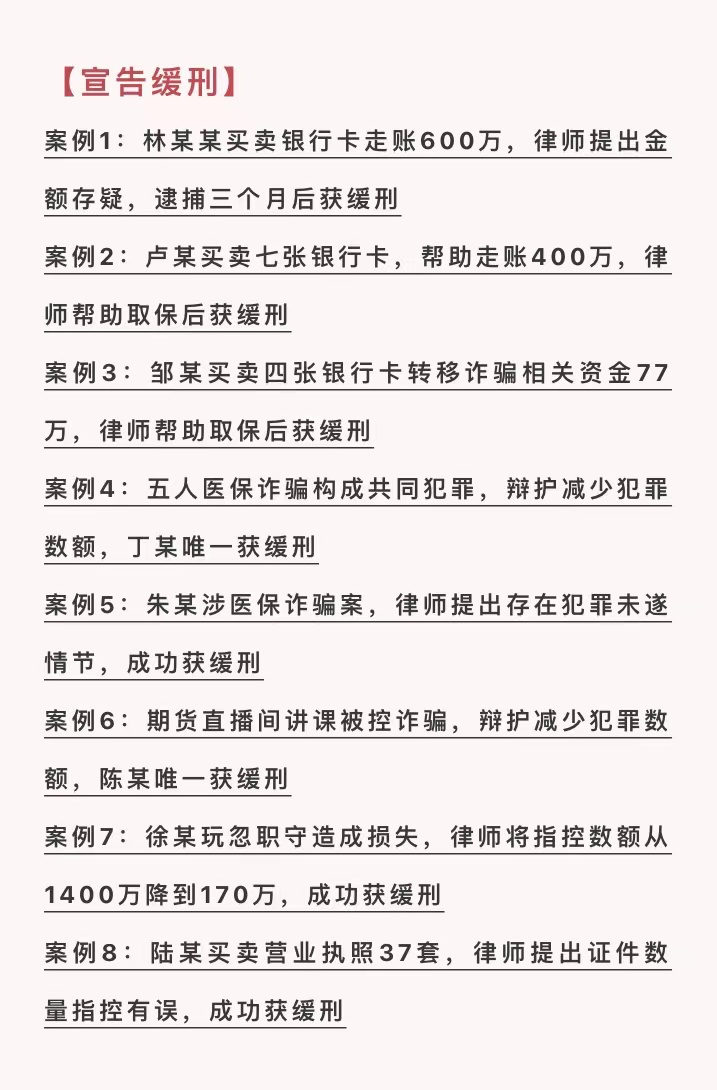 【宣告缓刑】
案例1：林某某买卖银行卡走账600万，律师提出金
额存疑，逮捕三个月后获缓刑
案例2：卢某买卖七张银行卡，帮助走账400万，律
师帮助取保后获缓刑
案例3：邹某买卖四张银行卡转移诈骗相关资金77
万，律师帮助取保后获缓刑
案例4：五人医保诈骗构成共同犯罪，辩护减少犯罪
数额，丁某唯一获缓刑
案例5：朱某涉医保诈骗案，律师提出存在犯罪未遂
情节，成功获缓刑
案例6：期货直播间讲课被控诈骗，辩护减少犯罪数
额，陈某唯一获缓刑
案例7：徐某玩忽职守造成损失，律师将指控数额从
1400万降到170万，成功获缓刑
案例8：陆某买卖营业执照37套，律师提出证件数
量指控有误，成功获缓刑